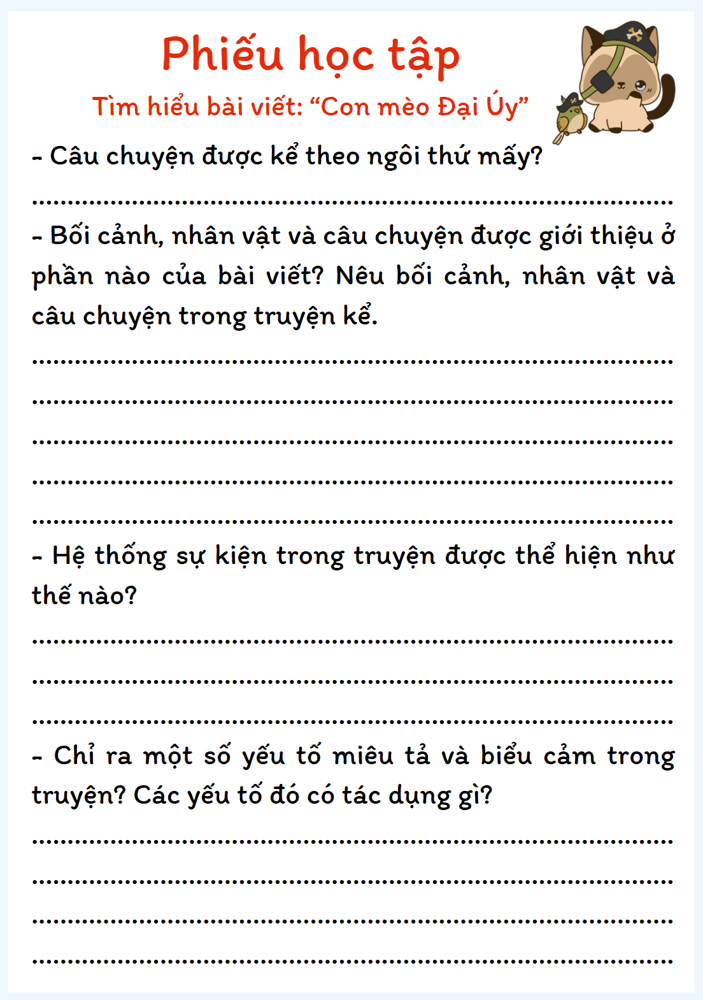 Phiếu học tập
Tìm hiểu bài viết: “Con mèo Đại Úy”
- Câu chuyện được kể theo ngôi thứ mấy?
..........................................................................................
- Bối cảnh, nhân vật và câu chuyện được giới thiệu ở
phần nào của bài viết? Nêu bối cảnh, nhân vật và
câu chuyện trong truyện kể.
..........................................................................................
..........................................................................................
..........................................................................................
..........................................................................................
..........................................................................................
- Hệ thống sự kiện trong truyện được thể hiện như
thế nào?
..........................................................................................
..........................................................................................
..........................................................................................
- Chỉ ra một số yếu tố miêu tả và biểu cảm trong
truyện? Các yếu tố đó có tác dụng gì?
..........................................................................................
..........................................................................................
..........................................................................................
..........................................................................................